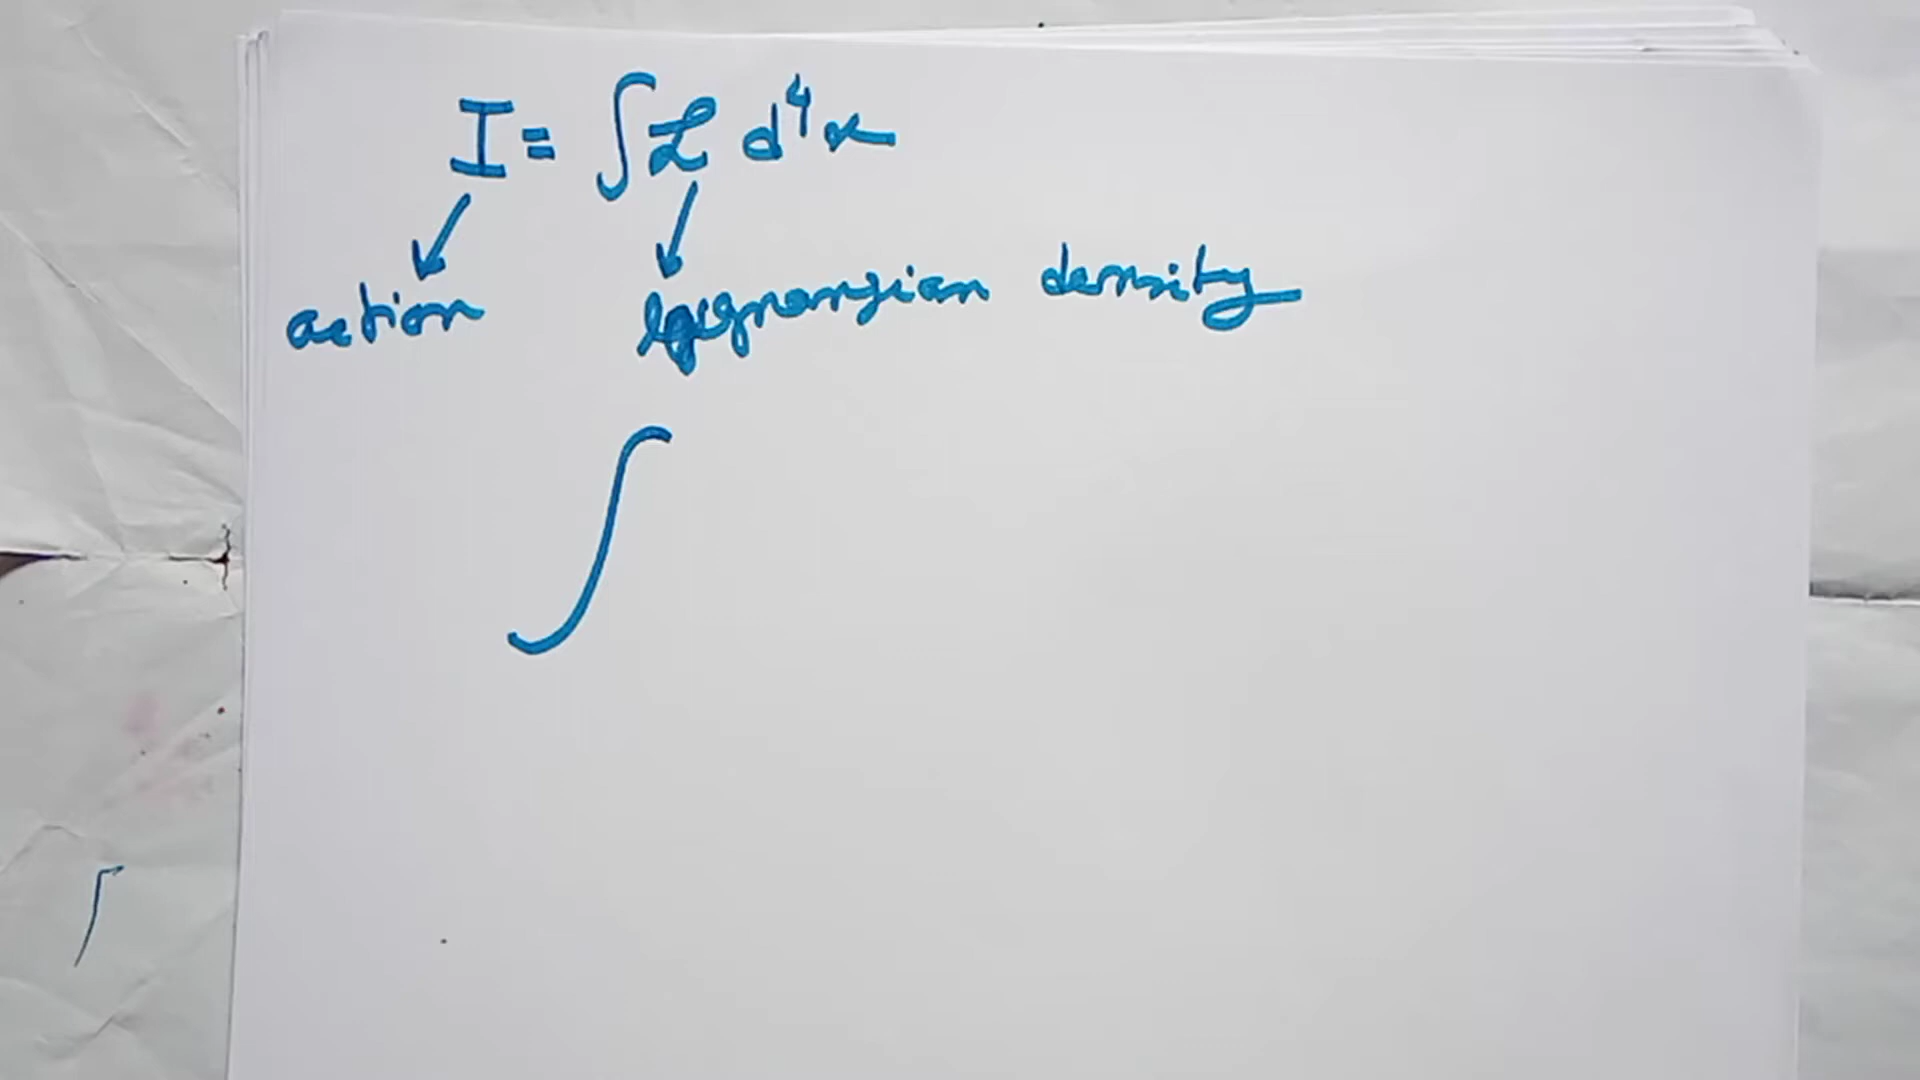 I = ∫ ℒ d⁴x
action density
∫